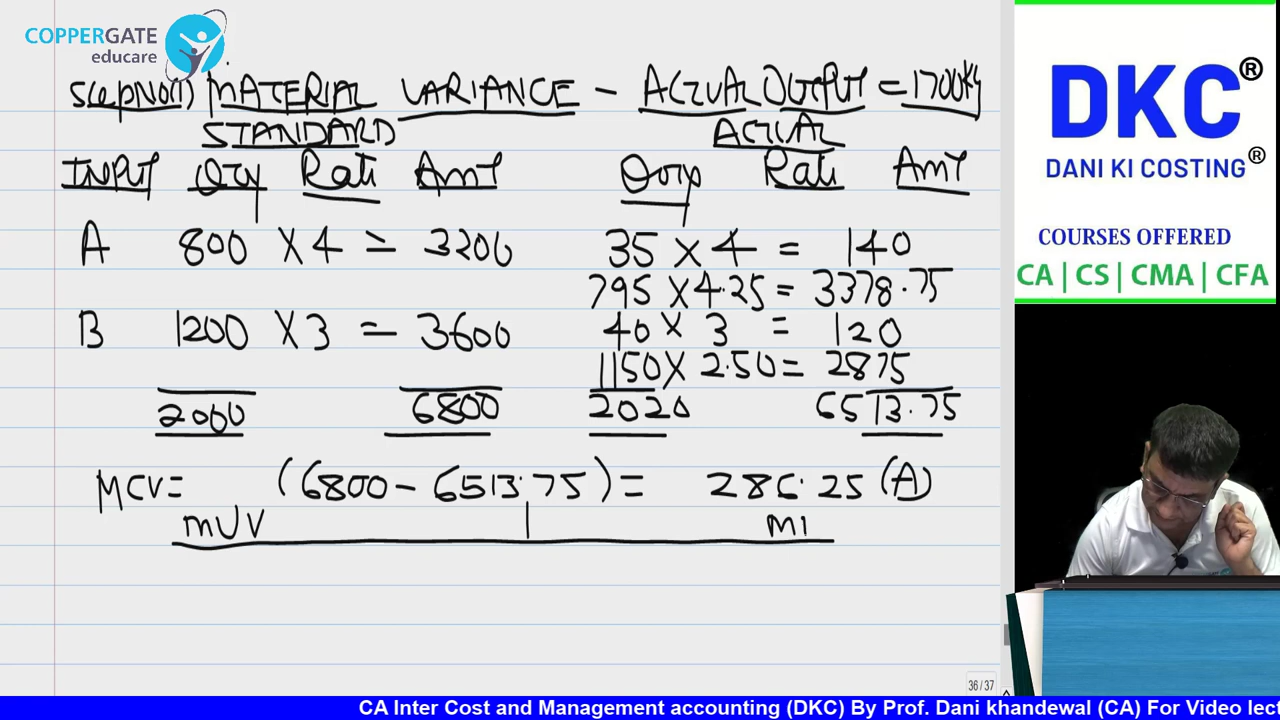 COPPERGATE
educare
Step No(1) MATERIAL VARIANCE - ACTUAL OUTPUT = 1700 Kg
STANDARD ACTUAL
INPUT Qty Rate Amt Qty Rate Amt
A 800 X 4 = 3200 35 X 4 = 140
795 X 4.25 = 3378.75
B 1200 X 3 = 3600 40 X 3 = 120
1150 X 2.50 = 2875
2000 6800 2020 6513.75
MCV = (6800 - 6513.75) = 286.25 (A)
MUV M
DKC®
DANI KI COSTING®
COURSES OFFERED
CA | CS | CMA | CFA
36 / 37
CA Inter Cost and Management accounting (DKC) By Prof. Dani khandewal (CA) For Video lect